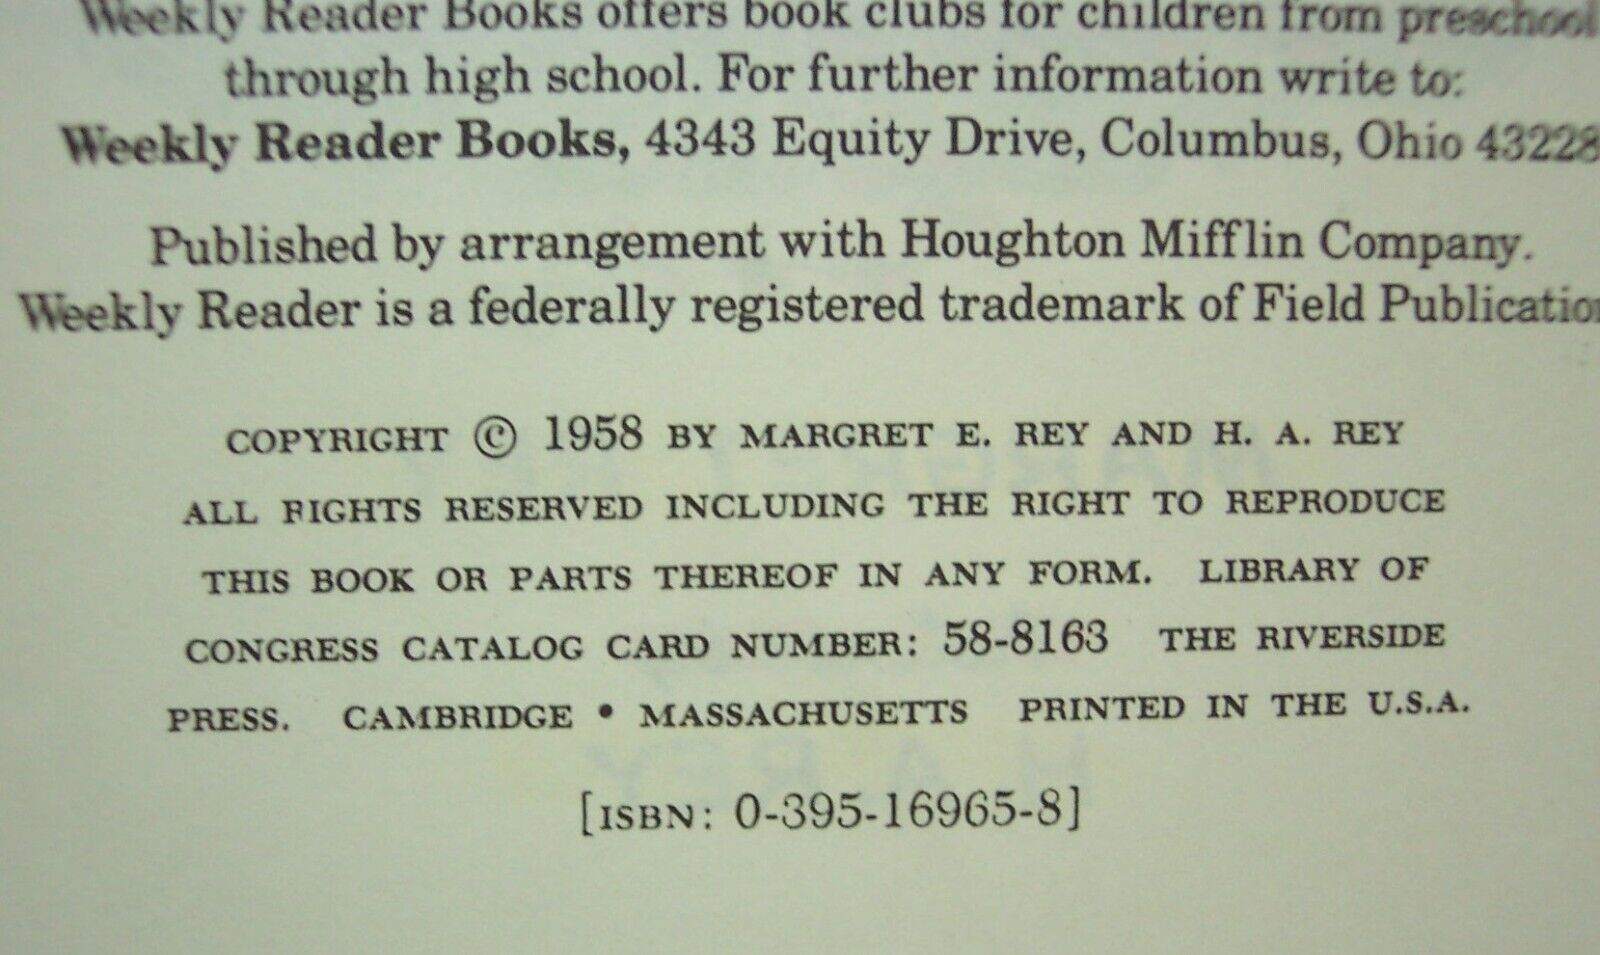 Weekly Reader Books offers book clubs for children from preschool
through high school. For further information write to:
Weekly Reader Books, 4343 Equity Drive, Columbus, Ohio 43228
Published by arrangement with Houghton Mifflin Company.
Weekly Reader is a federally registered trademark of Field Publication
COPYRIGHT © 1958 BY MARGRET E. REY AND H. A. REY
ALL RIGHTS RESERVED INCLUDING THE RIGHT TO REPRODUCE
THIS BOOK OR PARTS THEREOF IN ANY FORM. LIBRARY OF
CONGRESS CATALOG CARD NUMBER: 58-8163 THE RIVERSIDE
PRESS. CAMBRIDGE • MASSACHUSETTS PRINTED IN THE U.S.A.
[ISBN: 0-395-16965-8]